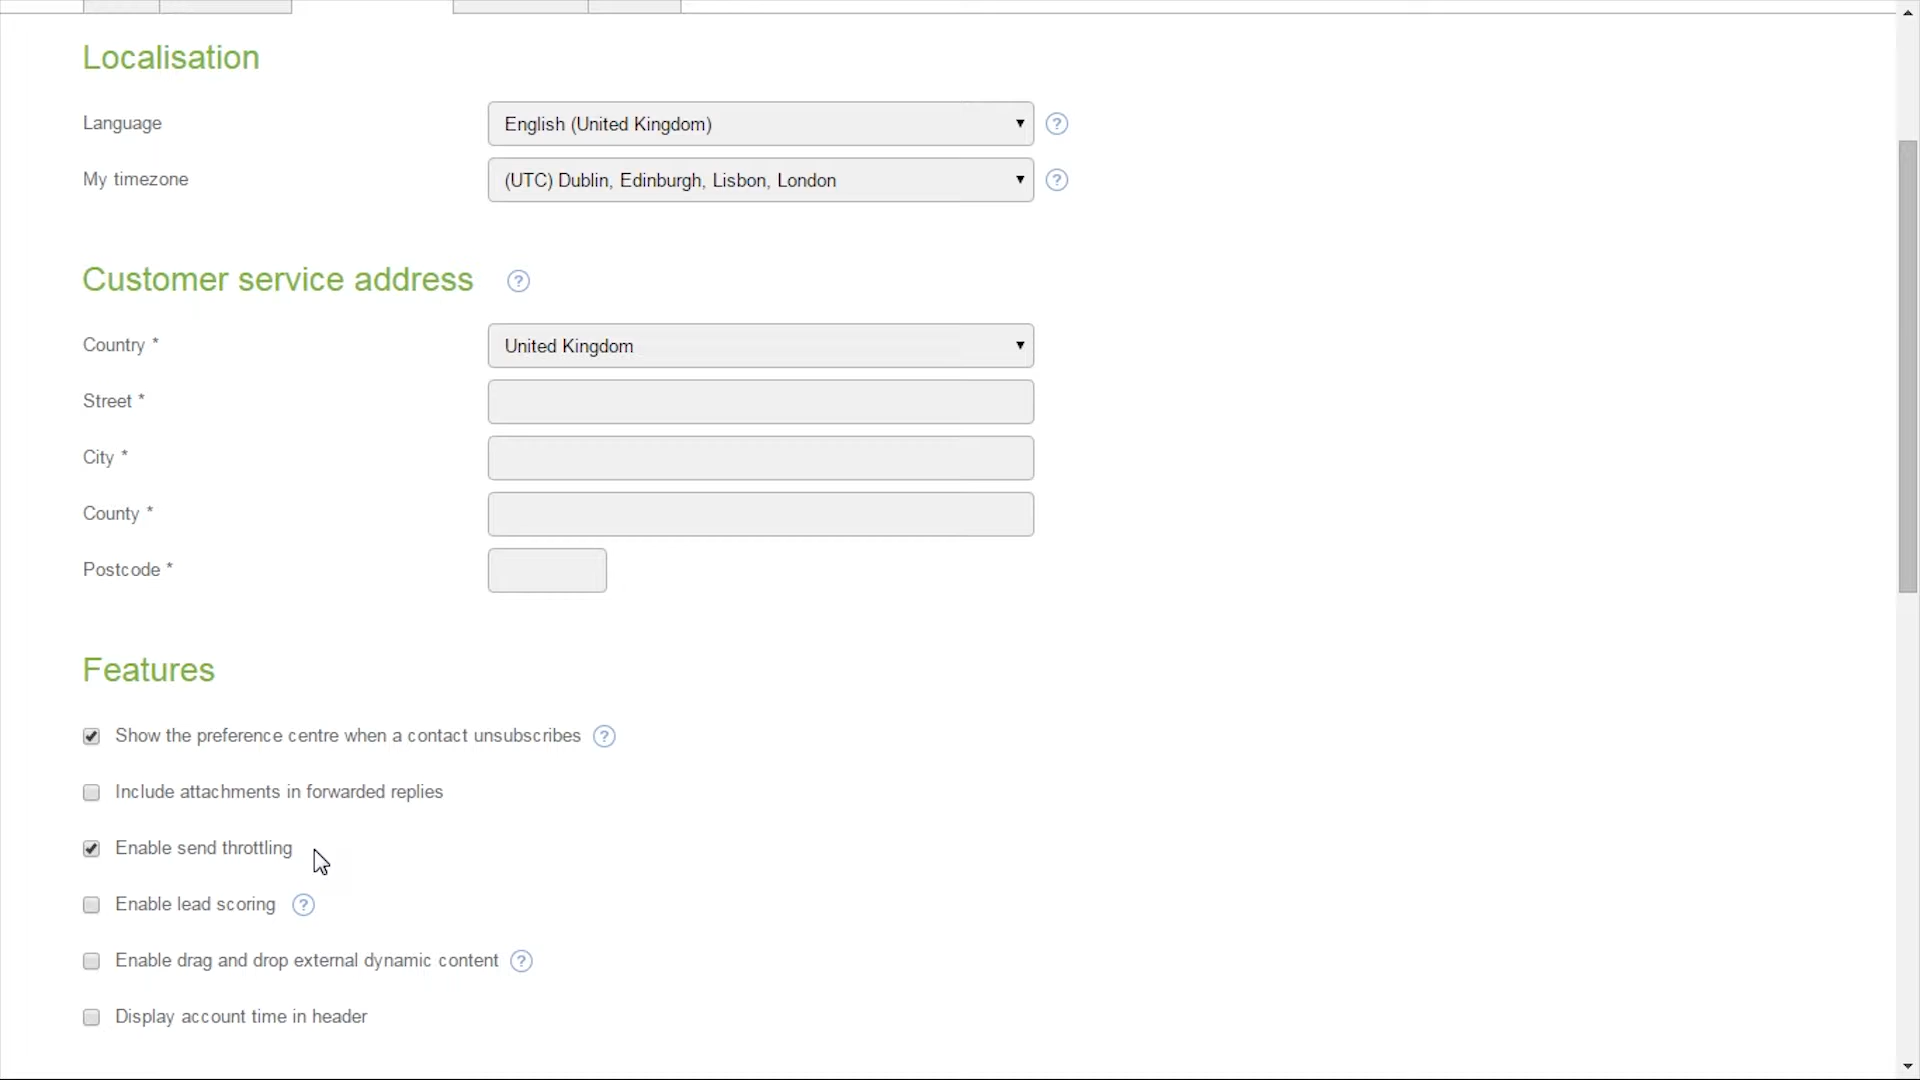 Localisation
Language
English (United Kingdom)
?
My timezone
(UTC) Dublin, Edinburgh, Lisbon, London
?
Customer service address ?
Country *
United Kingdom
Street *
City *
County *
Postcode *
Features
Show the preference centre when a contact unsubscribes ?
Include attachments in forwarded replies
Enable send throttling
Enable lead scoring ?
Enable drag and drop external dynamic content ?
Display account time in header